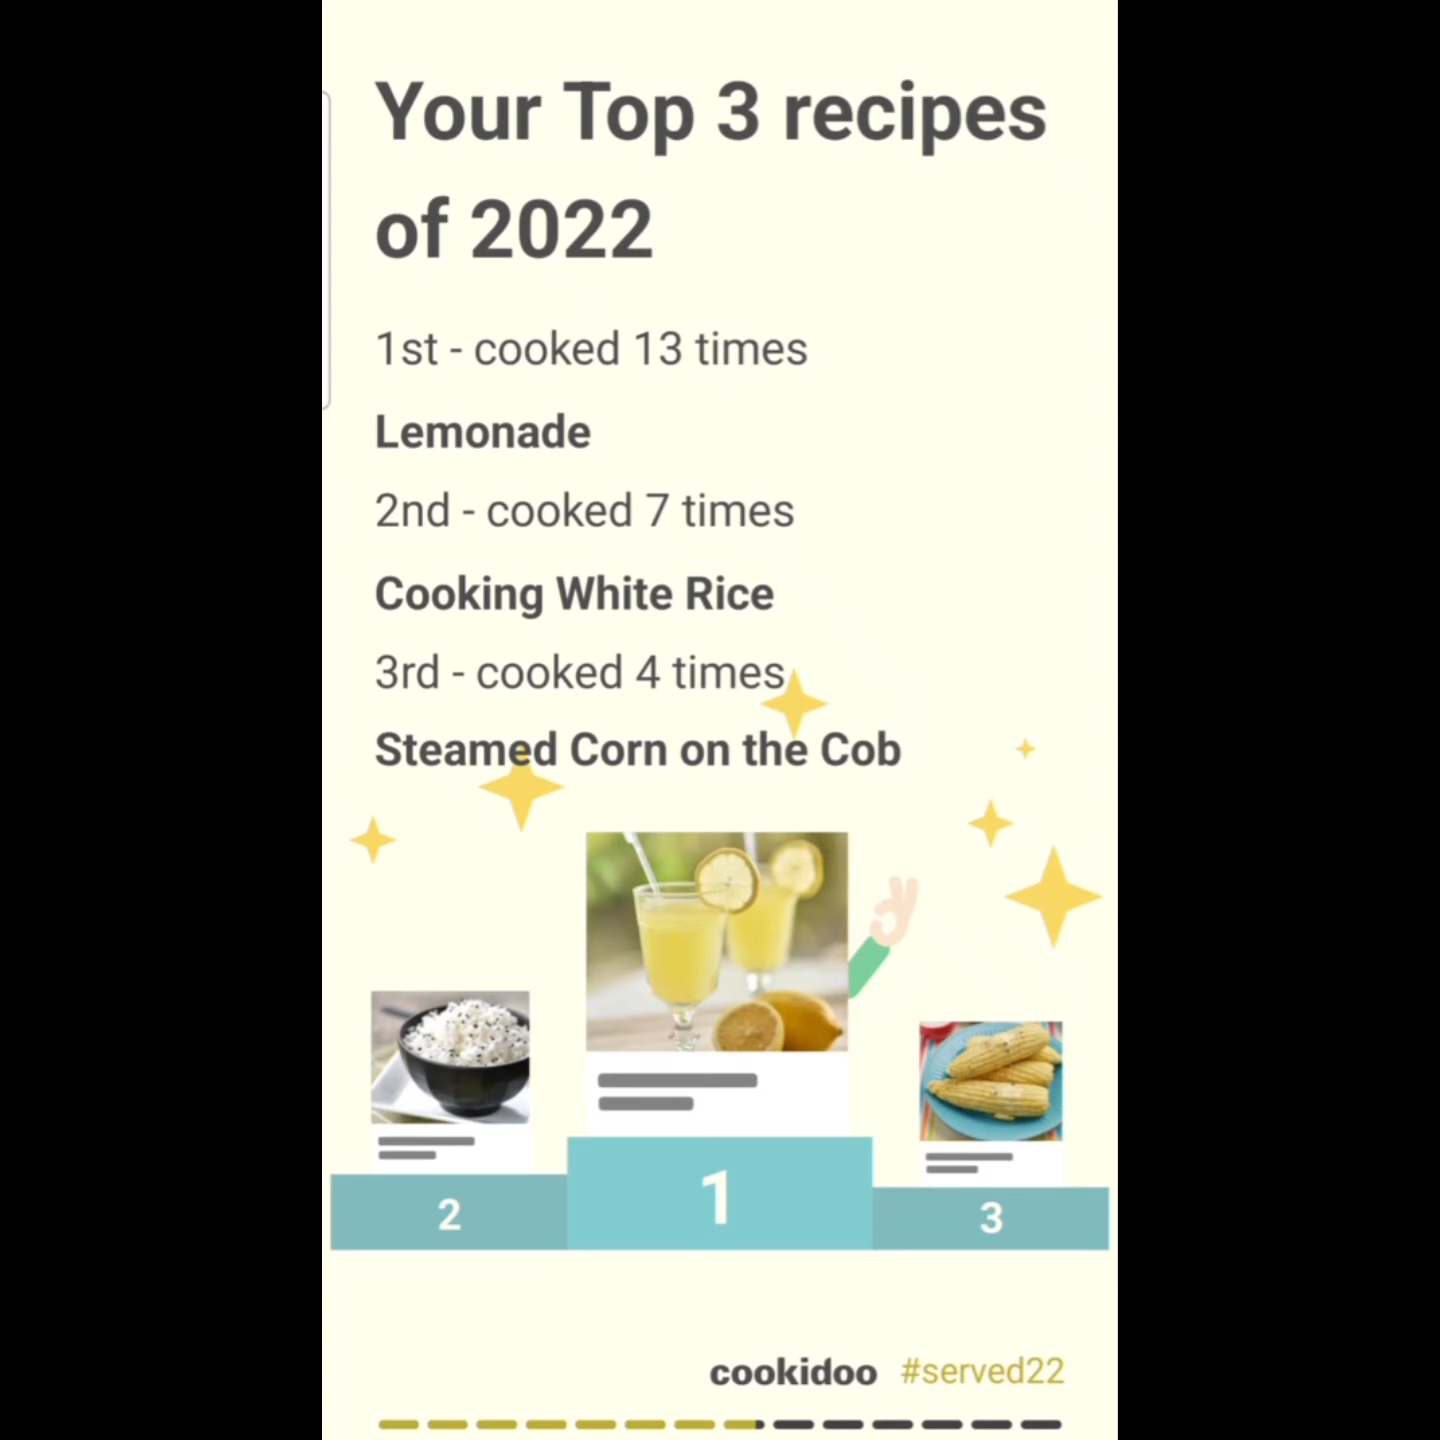 Your Top 3 recipes
of 2022
1st - cooked 13 times
Lemonade
2nd - cooked 7 times
Cooking White Rice
3rd - cooked 4 times
Steamed Corn on the Cob
2
1
3
cookidoo #served22